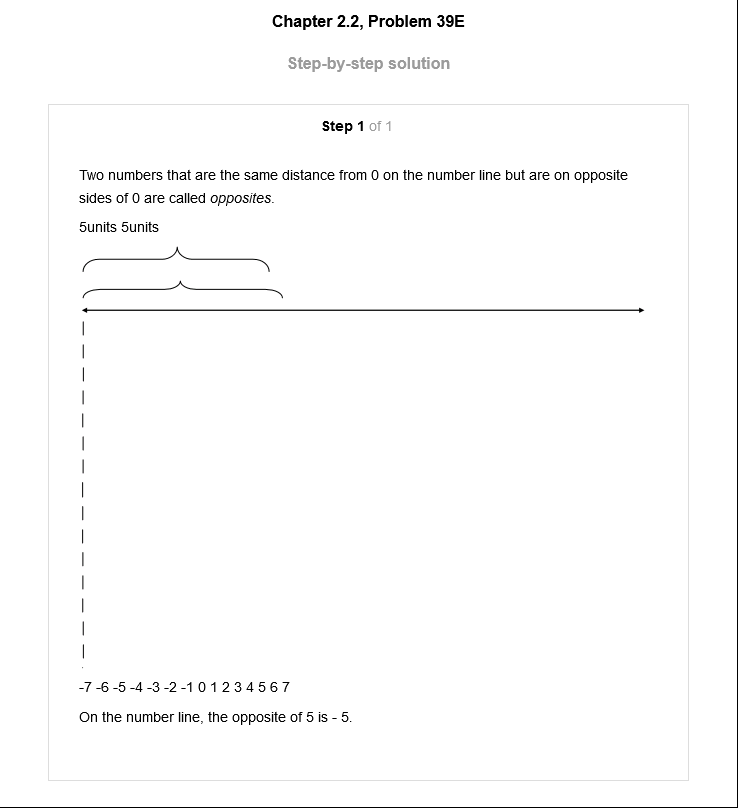 Chapter 2.2, Problem 39E
Step-by-step solution
Step 1 of 1
Two numbers that are the same distance from 0 on the number line but are on opposite
sides of 0 are called opposites.
5units 5units
-7 -6 -5 -4 -3 -2 -1 0 1 2 3 4 5 6 7
On the number line, the opposite of 5 is - 5.